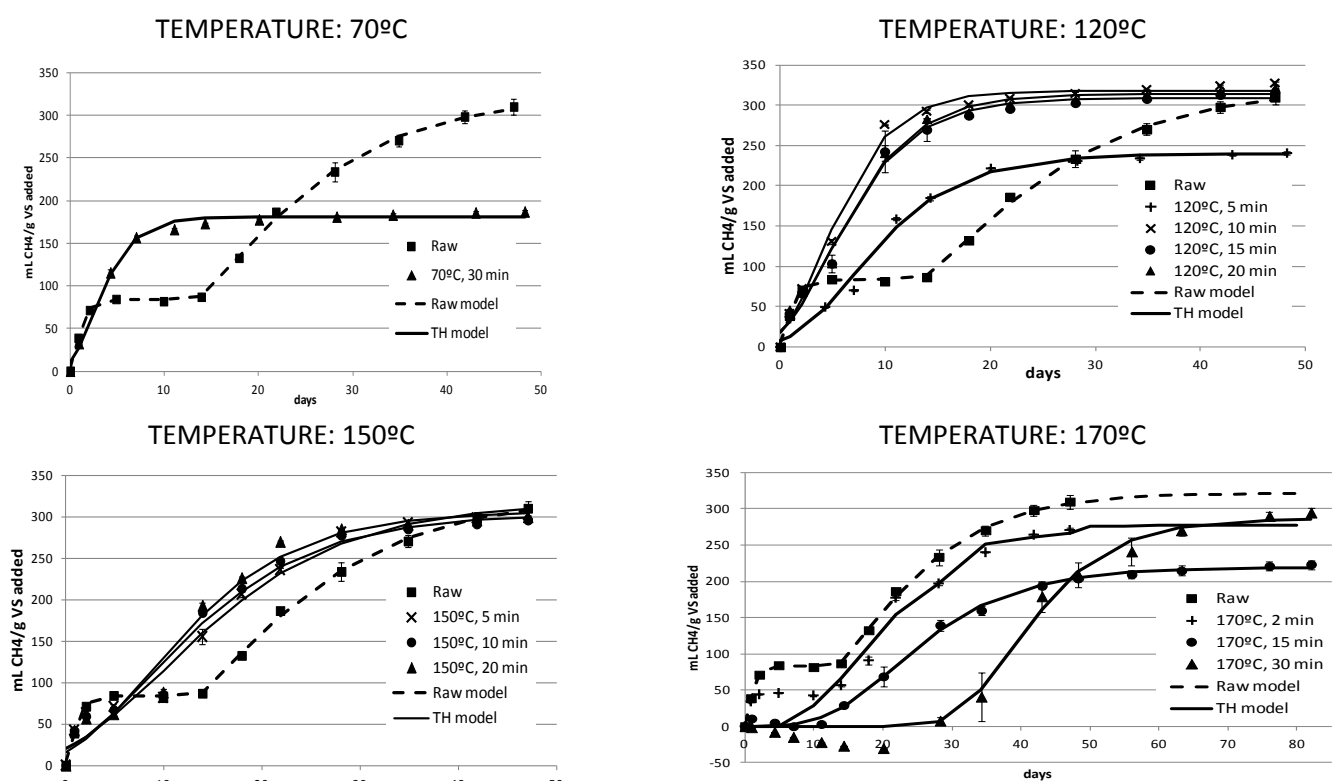 TEMPERATURE: 70ºC
mL CH4/g VS added
350
300
250
200
150
100
50
0
0 10 20 30 40 50
days
Raw
70ºC, 30 min
Raw model
TH model
TEMPERATURE: 120ºC
mL CH4/g VS added
350
300
250
200
150
100
50
0
0 10 20 30 40 50
days
Raw
120ºC, 5 min
120ºC, 10 min
120ºC, 15 min
120ºC, 20 min
Raw model
TH model
TEMPERATURE: 150ºC
mL CH4/g VS added
350
300
250
200
150
100
50
0
Raw
150ºC, 5 min
150ºC, 10 min
150ºC, 20 min
Raw model
TH model
TEMPERATURE: 170ºC
mL CH4/g VS added
350
300
250
200
150
100
50
0
-50
0 10 20 30 40 50 60 70 80
days
Raw
170ºC, 2 min
170ºC, 15 min
170ºC, 30 min
Raw model
TH model